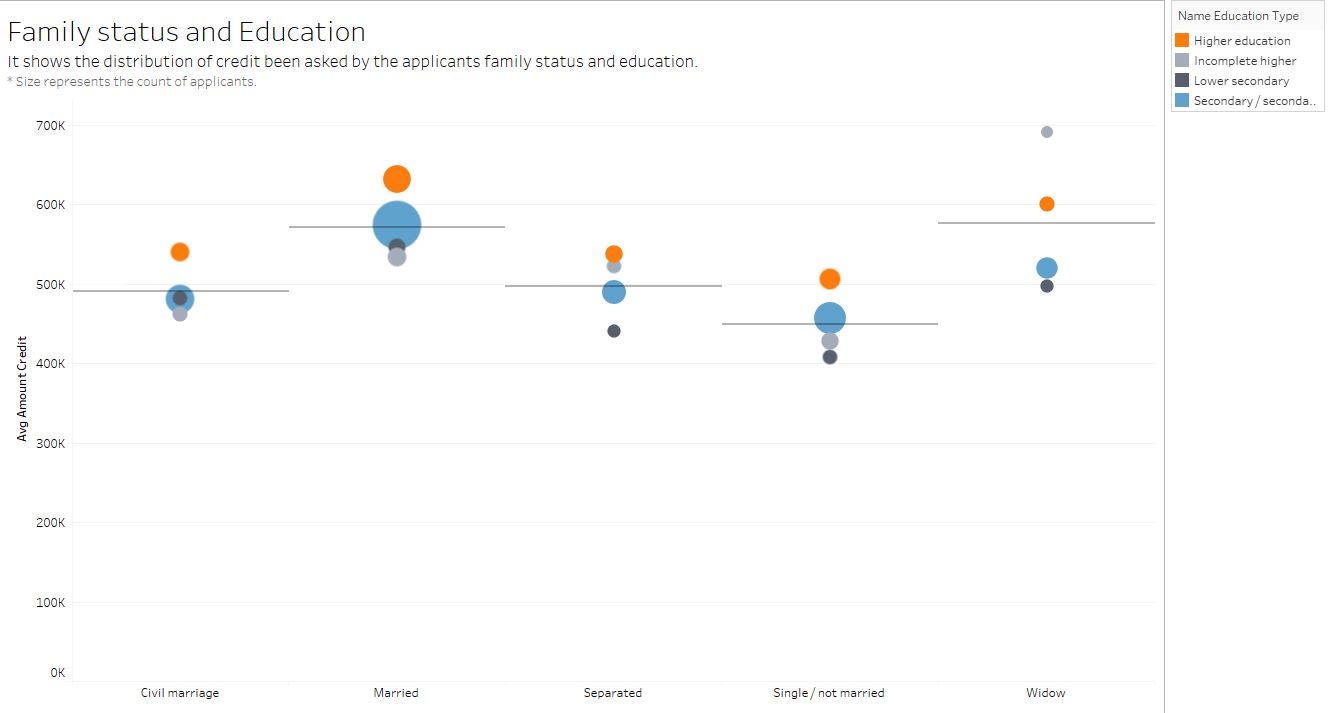 Family status and Education
It shows the distribution of credit been asked by the applicants family status and education.
* Size represents the count of applicants.
Name Education Type
Higher education
Incomplete higher
Lower secondary
Secondary / seconda..
700K
600K
500K
400K
300K
200K
100K
0K
Avg Amount Credit
Civil marriage
Married
Separated
Single / not married
Widow